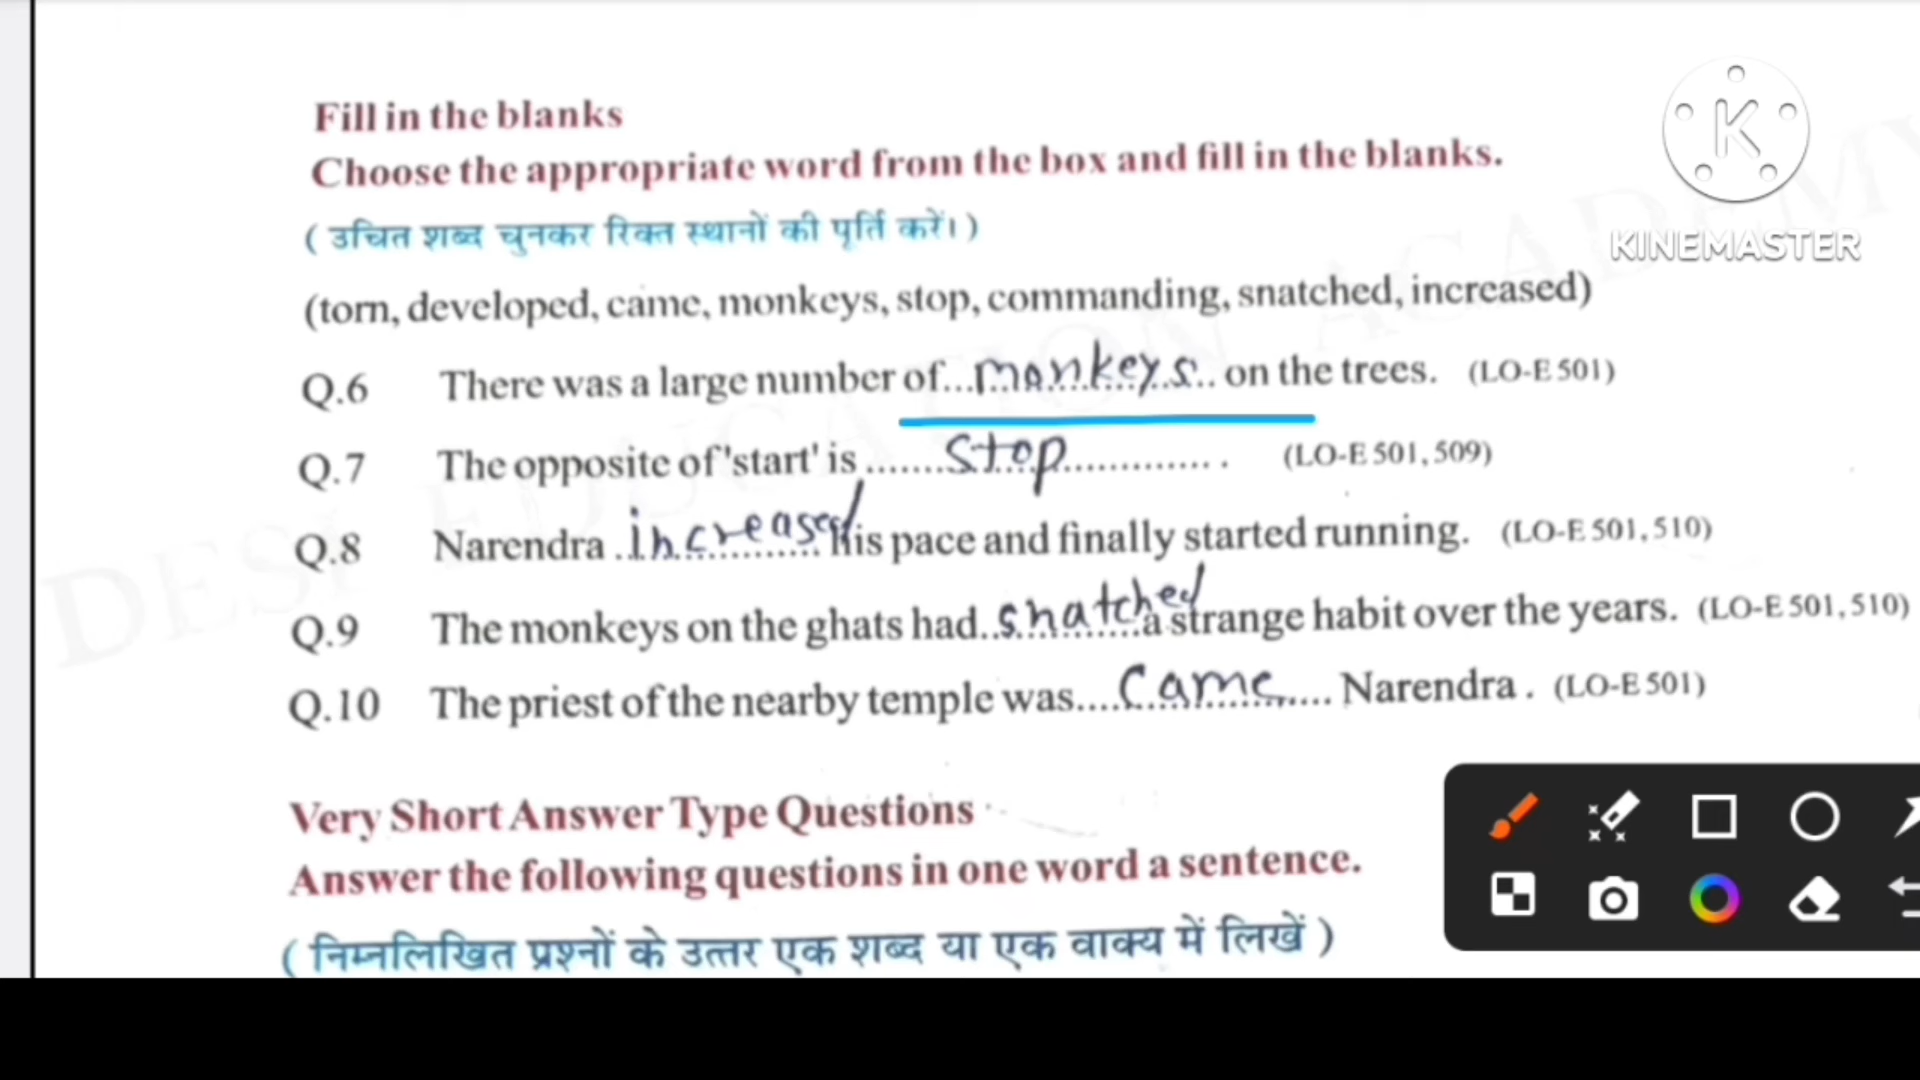 Fill in the blanks
Choose the appropriate word from the box and fill in the blanks.
( उचित शब्द चुनकर रिक्त स्थानों की पूर्ति करें। )
(torn, developed, came, monkeys, stop, commanding, snatched, increased)
Q.6 There was a large number of...monkeys.. on the trees. (LO-E 501)
Q.7 The opposite of 'start' is .......stop............... . (LO-E 501, 509)
Q.8 Narendra ..increased his pace and finally started running. (LO-E 501, 510)
Q.9 The monkeys on the ghats had..snatched a strange habit over the years. (LO-E 501, 510)
Q.10 The priest of the nearby temple was....Came.... Narendra . (LO-E 501)
Very Short Answer Type Questions
Answer the following questions in one word a sentence.
( निम्नलिखित प्रश्नों के उत्तर एक शब्द या एक वाक्य में लिखें )
K
KINEMASTER
DESI EDUCATION ACADEMY